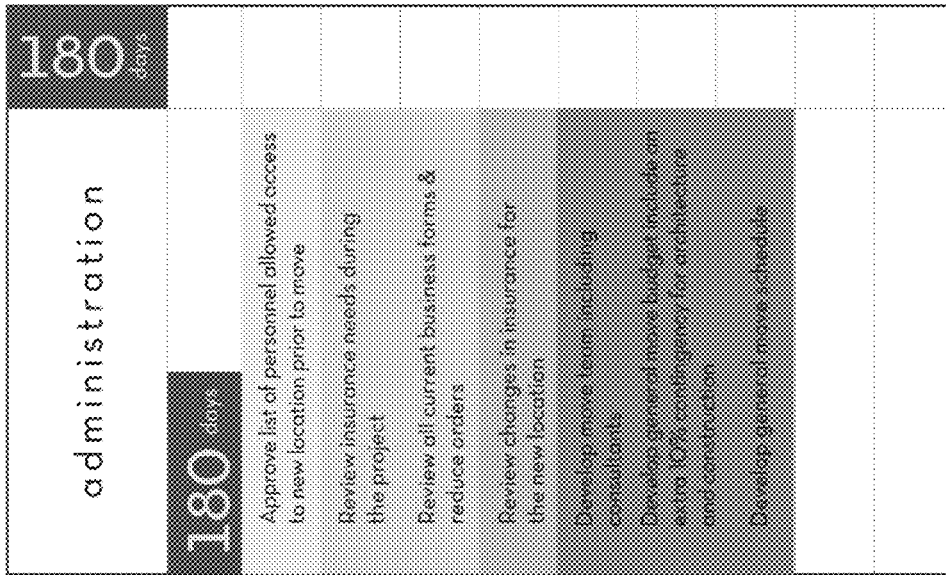 180 days
administration
180 days
Approve list of personnel allowed access
to new location prior to move
Review insurance needs during
the project
Review all current business forms &
reduce orders
Review changes in insurance for
the new location
Develop move team including
consultants
Develop general move budget include an
extra 10% contingency for architecture
and construction
Develop general move schedule